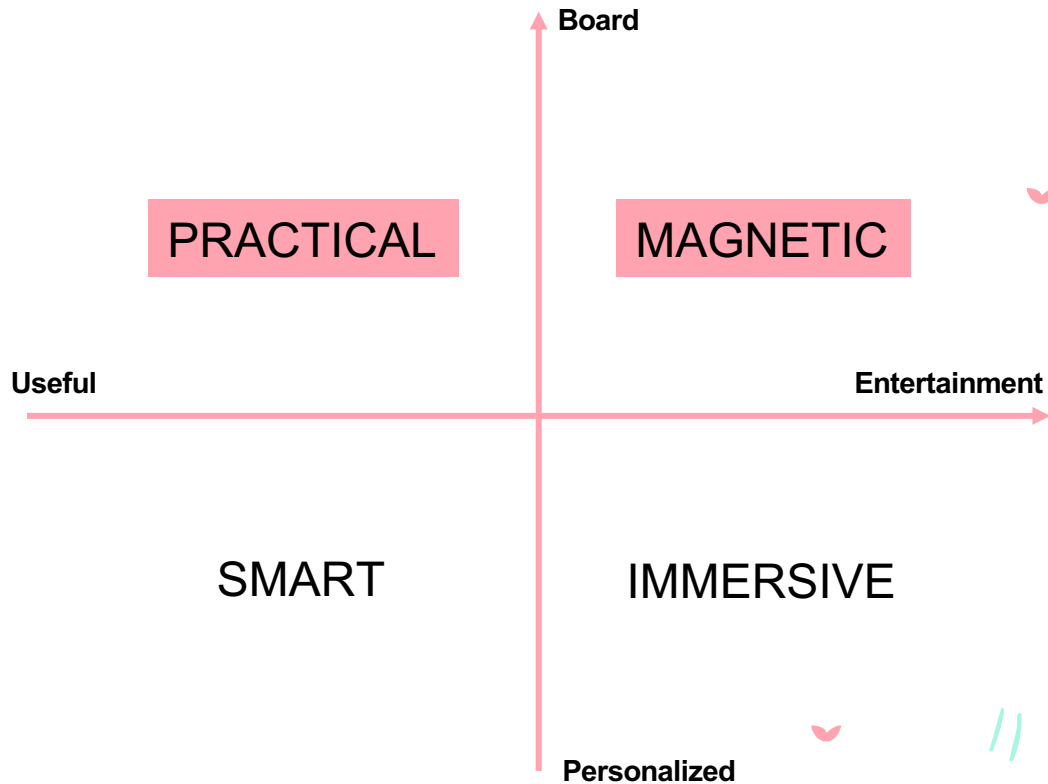 Board
PRACTICAL
MAGNETIC
Useful
Entertainment
SMART
IMMERSIVE
Personalized